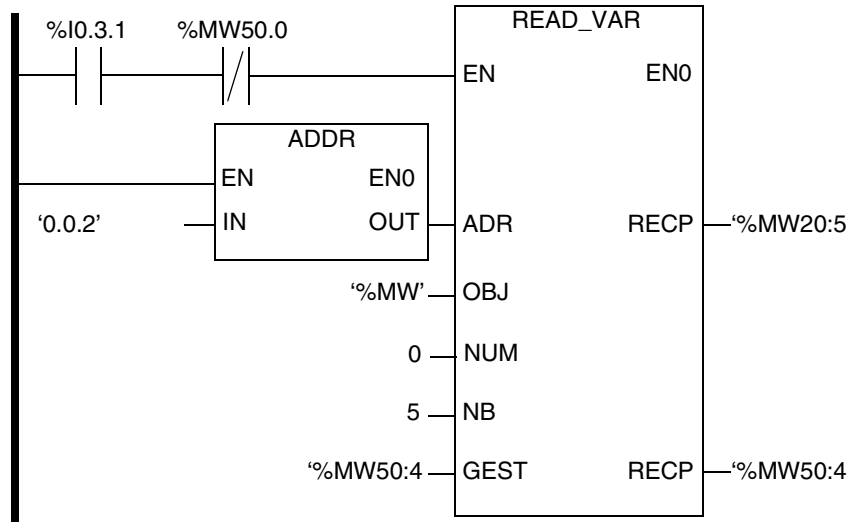 READ_VAR
%I0.3.1 %MW50.0
EN EN0
ADDR
EN EN0
‘0.0.2’ IN OUT ADR RECP ‘%MW20:5
‘%MW’ OBJ
0 NUM
5 NB
‘%MW50:4 GEST RECP ‘%MW50:4